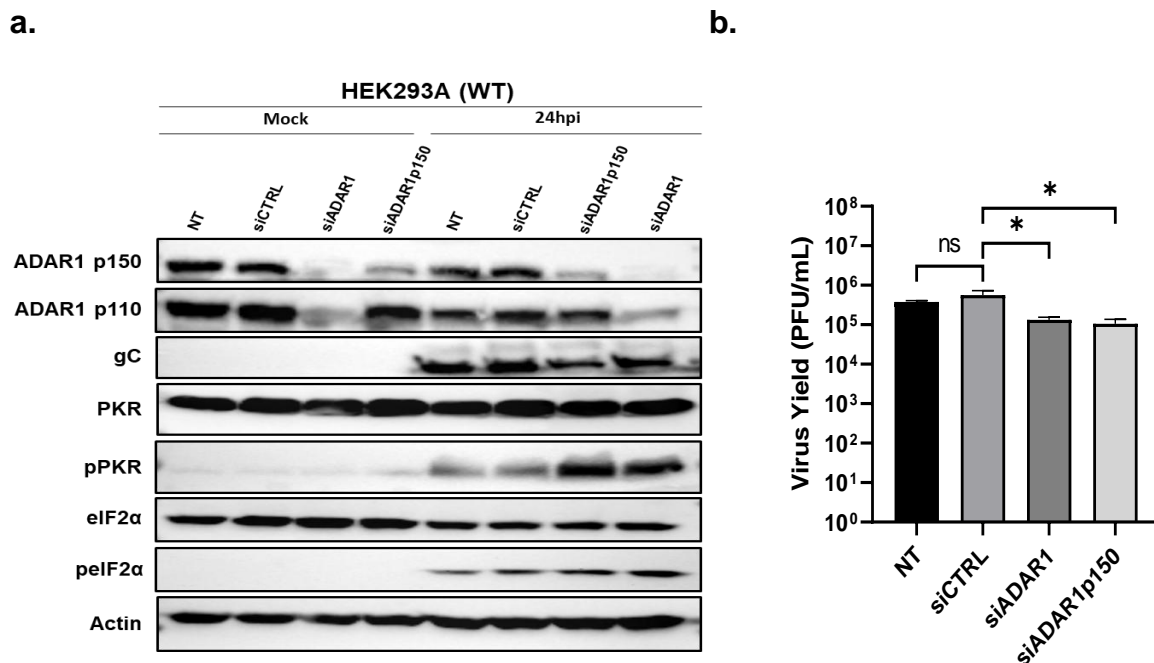 a.
HEK293A (WT)
Mock 24hpi
NT siCTRL siADAR1 siADAR1p150 NT siCTRL siADAR1p150 siADAR1
ADAR1 p150
ADAR1 p110
gC
PKR
pPKR
eIF2α
peIF2α
Actin
b.
Virus Yield (PFU/mL)
10⁸
10⁷
10⁶
10⁵
10⁴
10³
10²
10¹
10⁰
*
*
ns
NT siCTRL siADAR1 siADAR1p150